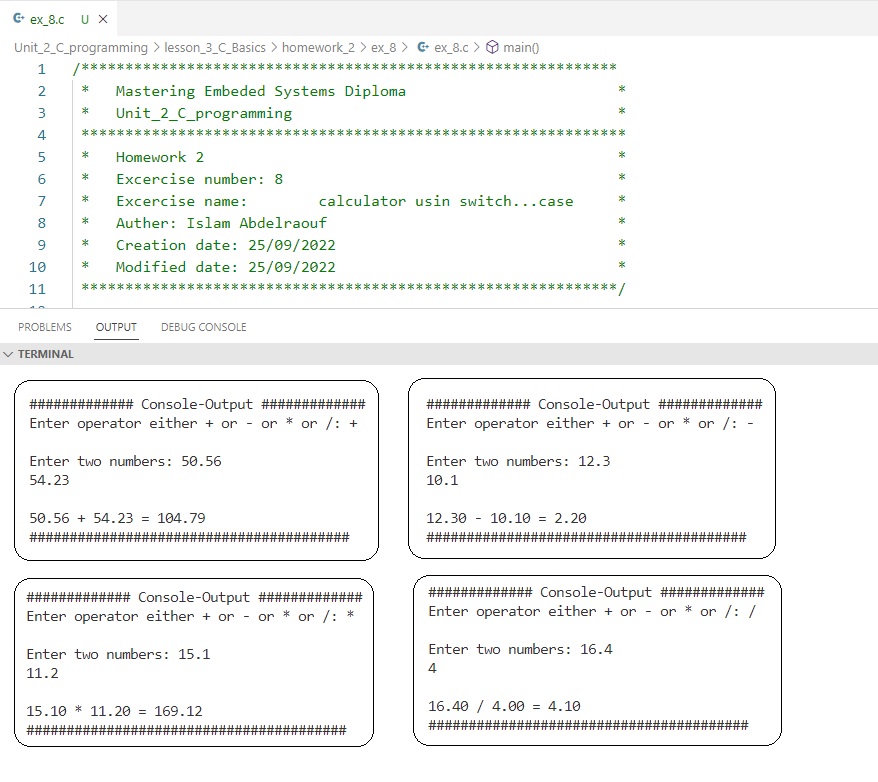 ex_8.c U ×
Unit_2_C_programming > lesson_3_C_Basics > homework_2 > ex_8 > ex_8.c > main()
1 /*************************************************************
2 * Mastering Embeded Systems Diploma *
3 * Unit_2_C_programming *
4 **************************************************************
5 * Homework 2 *
6 * Excercise number: 8 *
7 * Excercise name: calculator usin switch...case *
8 * Auther: Islam Abdelraouf *
9 * Creation date: 25/09/2022 *
10 * Modified date: 25/09/2022 *
11 *************************************************************/
PROBLEMS OUTPUT DEBUG CONSOLE
TERMINAL
############# Console-Output #############
Enter operator either + or - or * or /: +
Enter two numbers: 50.56
54.23
50.56 + 54.23 = 104.79
########################################
############# Console-Output #############
Enter operator either + or - or * or /: -
Enter two numbers: 12.3
10.1
12.30 - 10.10 = 2.20
########################################
############# Console-Output #############
Enter operator either + or - or * or /: *
Enter two numbers: 15.1
11.2
15.10 * 11.20 = 169.12
########################################
############# Console-Output #############
Enter operator either + or - or * or /: /
Enter two numbers: 16.4
4
16.40 / 4.00 = 4.10
########################################